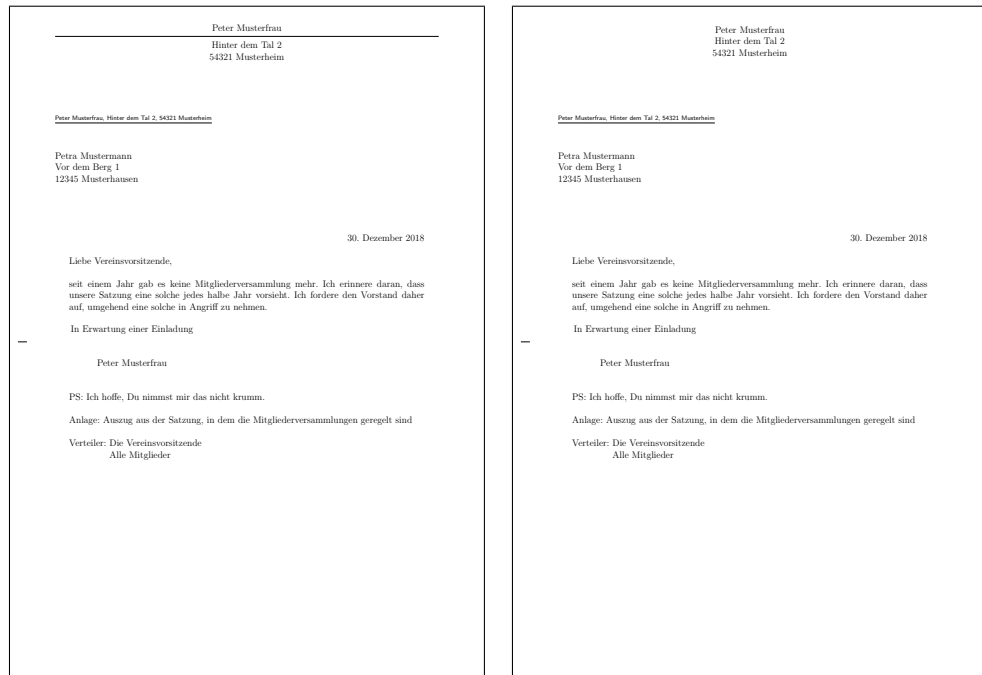 Peter Musterfrau
Hinter dem Tal 2
54321 Musterheim
Peter Musterfrau, Hinter dem Tal 2, 54321 Musterheim
Petra Mustermann
Vor dem Berg 1
12345 Musterhausen
30. Dezember 2018
Liebe Vereinsvorsitzende,
seit einem Jahr gab es keine Mitgliederversammlung mehr. Ich erinnere daran, dass
unsere Satzung eine solche jedes halbe Jahr vorsieht. Ich fordere den Vorstand daher
auf, umgehend eine solche in Angriff zu nehmen.
In Erwartung einer Einladung
Peter Musterfrau
PS: Ich hoffe, Du nimmst mir das nicht krumm.
Anlage: Auszug aus der Satzung, in dem die Mitgliederversammlungen geregelt sind
Verteiler: Die Vereinsvorsitzende
Alle Mitglieder
Peter Musterfrau
Hinter dem Tal 2
54321 Musterheim
Peter Musterfrau, Hinter dem Tal 2, 54321 Musterheim
Petra Mustermann
Vor dem Berg 1
12345 Musterhausen
30. Dezember 2018
Liebe Vereinsvorsitzende,
seit einem Jahr gab es keine Mitgliederversammlung mehr. Ich erinnere daran, dass
unsere Satzung eine solche jedes halbe Jahr vorsieht. Ich fordere den Vorstand daher
auf, umgehend eine solche in Angriff zu nehmen.
In Erwartung einer Einladung
Peter Musterfrau
PS: Ich hoffe, Du nimmst mir das nicht krumm.
Anlage: Auszug aus der Satzung, in dem die Mitgliederversammlungen geregelt sind
Verteiler: Die Vereinsvorsitzende
Alle Mitglieder